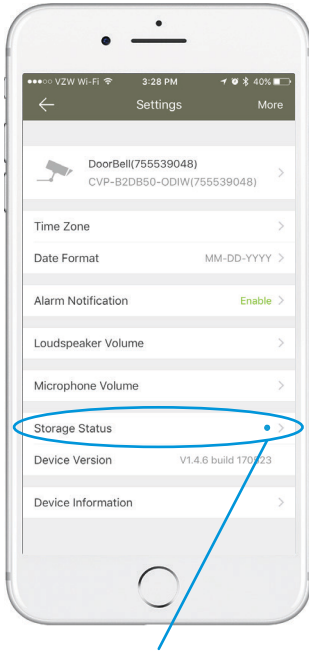 VZW Wi-Fi 3:28 PM 40%
Settings More
DoorBell(755539048)
CVP-B2DB50-ODIW(755539048)
Time Zone
Date Format MM-DD-YYYY
Alarm Notification Enable
Loudspeaker Volume
Microphone Volume
Storage Status
Device Version V1.4.6 build 170523
Device Information